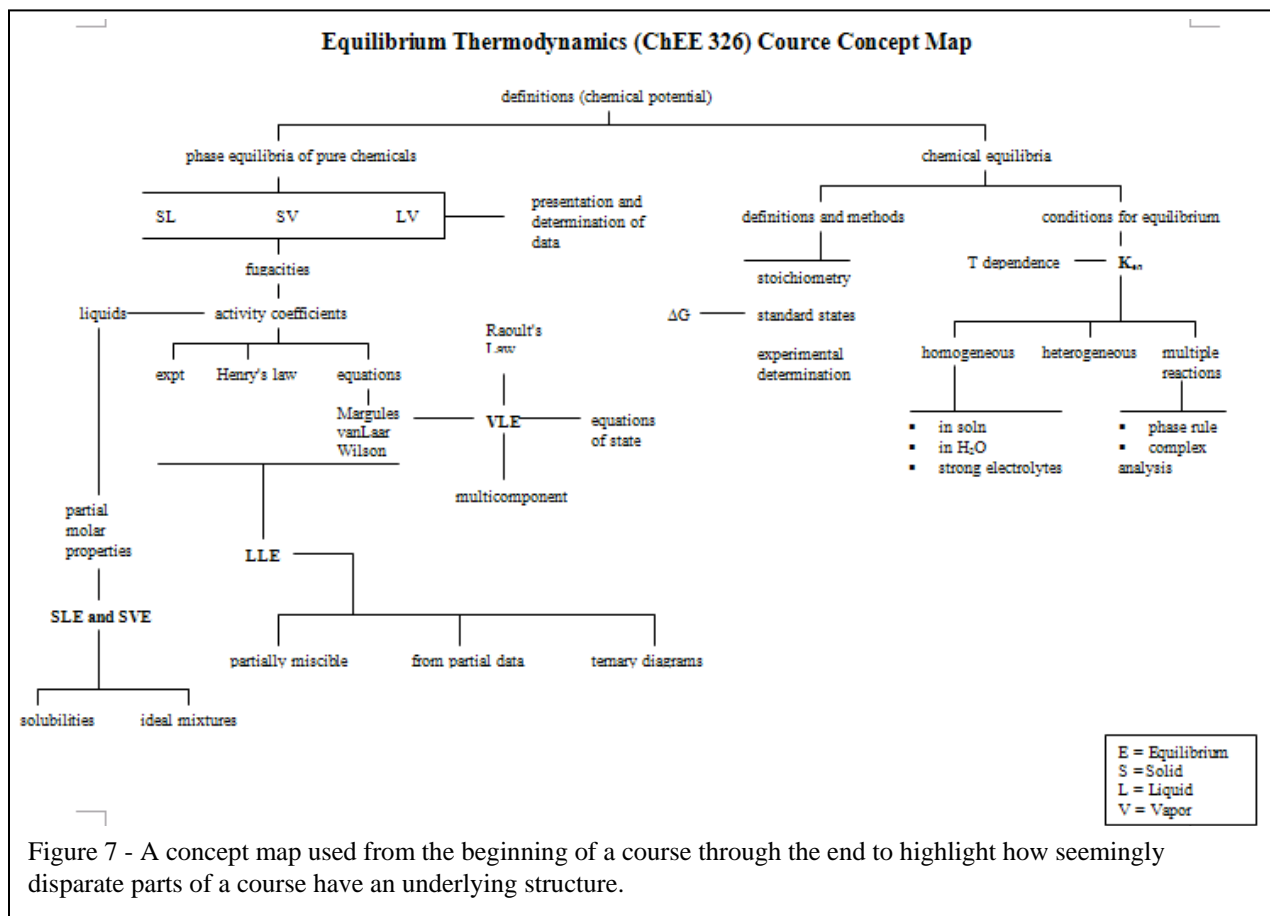 Equilibrium Thermodynamics (ChEE 326) Cource Concept Map
definitions (chemical potential)
phase equilibria of pure chemicals
chemical equilibria
SL
SV
LV
presentation and
determination of
data
definitions and methods
conditions for equilibrium
fugacities
stoichiometry
T dependence
liquids
activity coefficients
ΔG
standard states
Raoult's
Law
experimental
determination
homogeneous
heterogeneous
multiple
reactions
expt
Henry's law
equations
Margules
vanLaar
Wilson
VLE
equations
of state
▪ in soln
▪ in H₂O
▪ strong electrolytes
▪ phase rule
▪ complex
analysis
multicomponent
partial
molar
properties
LLE
SLE and SVE
partially miscible
from partial data
ternary diagrams
solubilities
ideal mixtures
E = Equilibrium
S = Solid
L = Liquid
V = Vapor
Figure 7 - A concept map used from the beginning of a course through the end to highlight how seemingly
disparate parts of a course have an underlying structure.